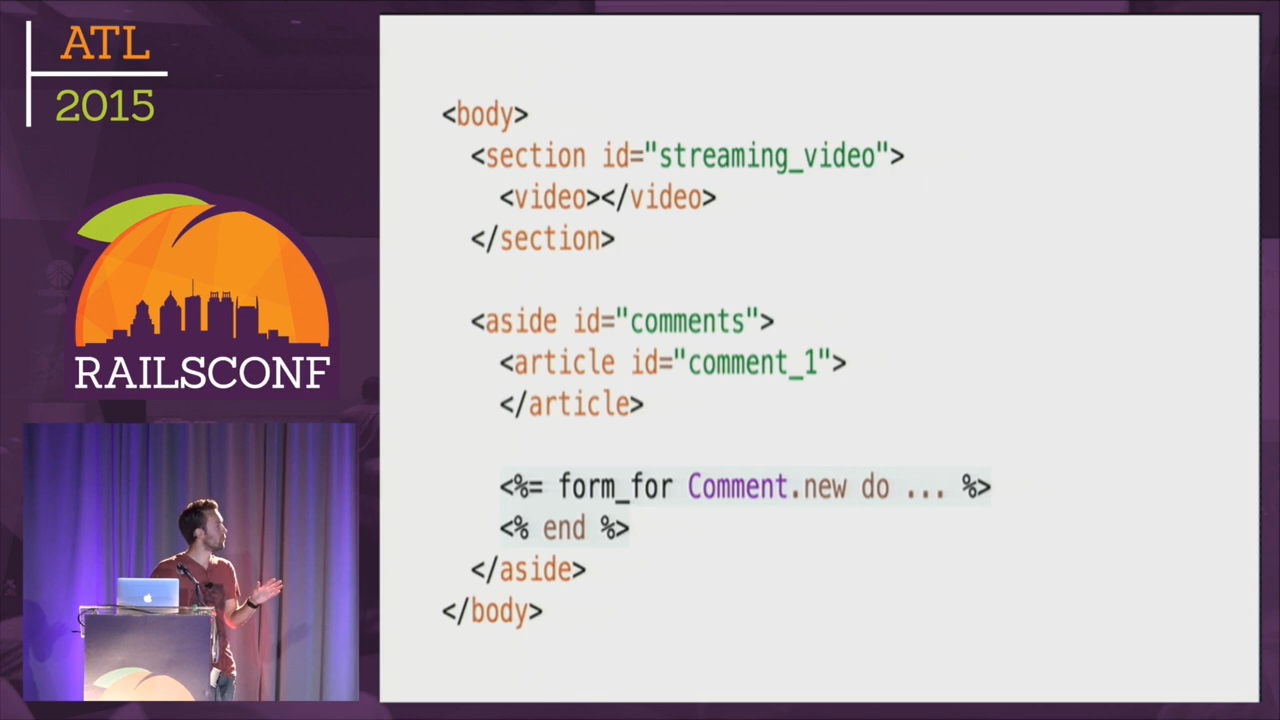 ATL
2015
RAILSCONF
<body>
<section id="streaming_video">
<video></video>
</section>
<aside id="comments">
<article id="comment_1">
</article>
<%= form_for Comment.new do ... %>
<% end %>
</aside>
</body>